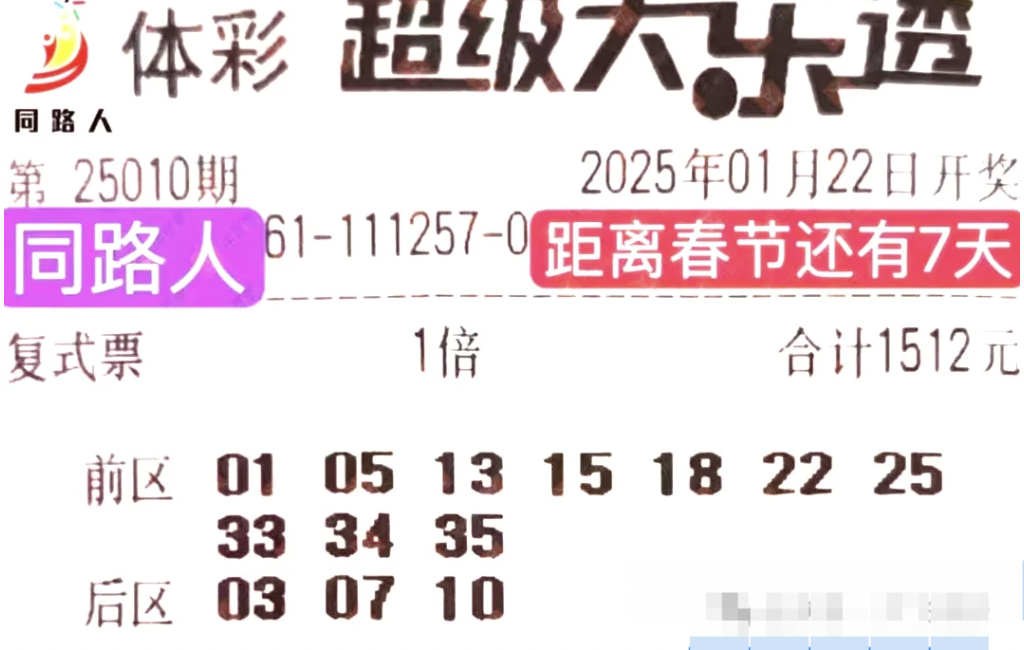 体彩 超级大乐透
同路人
第 25010期 2025年01月22日开奖
同路人 61-111257-0 距离春节还有7天
复式票 1倍 合计1512元
前区 01 05 13 15 18 22 25
33 34 35
后区 03 07 10